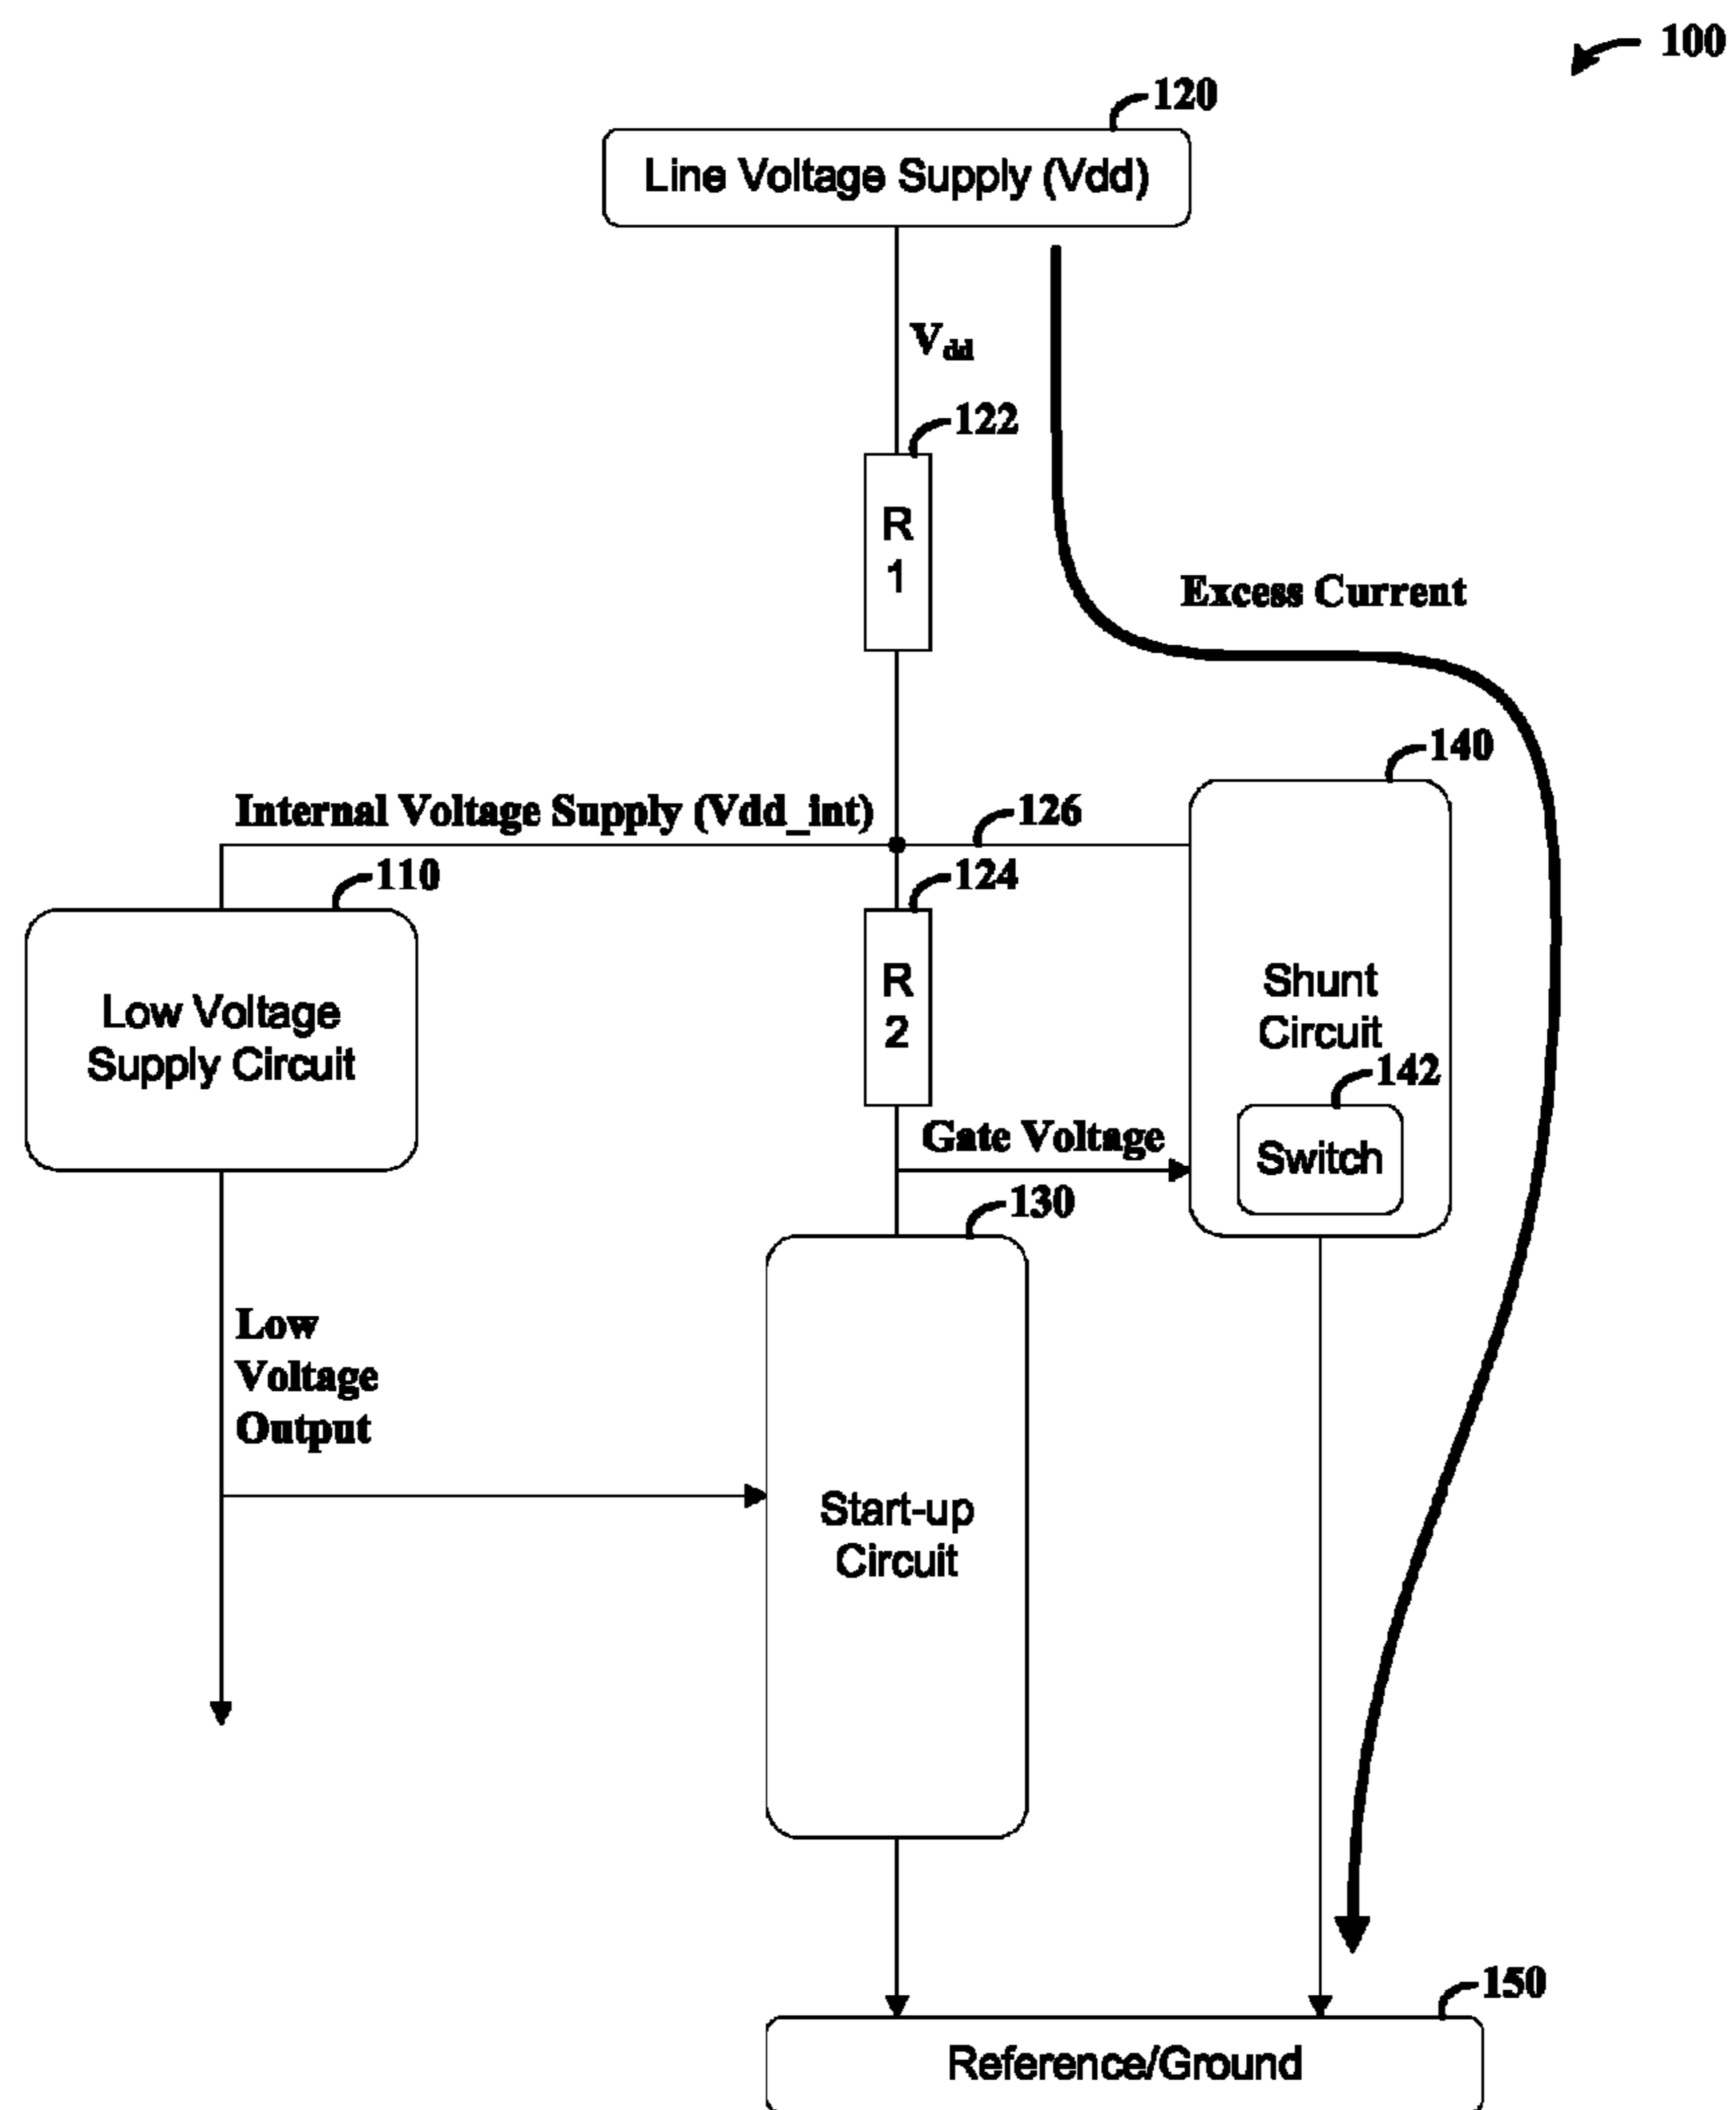 100
120
Line Voltage Supply (Vdd)
Vdd
122
R
1
Excess Current
140
Internal Voltage Supply (Vdd_int)
126
110
124
Low Voltage
Supply Circuit
R
2
Shunt
Circuit
142
Switch
Gate Voltage
130
Low
Voltage
Output
Start-up
Circuit
150
Reference/Ground